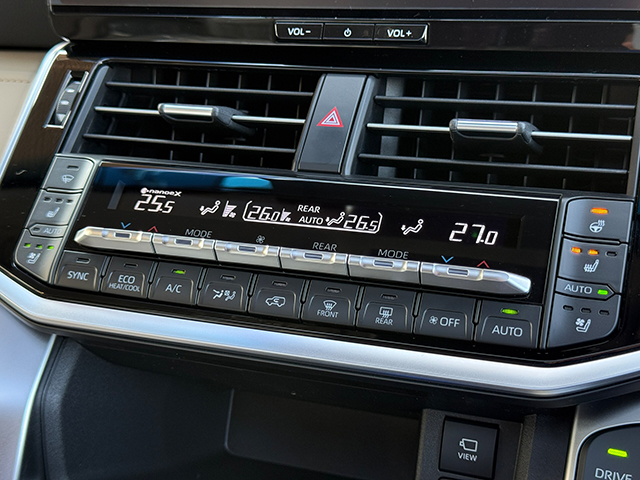 VOL− VOL+
nanoeX
25.5
26.0
REAR
AUTO
26.5
27.0
MODE
REAR
MODE
AUTO
AUTO
SYNC
ECO
HEAT/COOL
A/C
FRONT
REAR
OFF
AUTO
VIEW
DRIVE